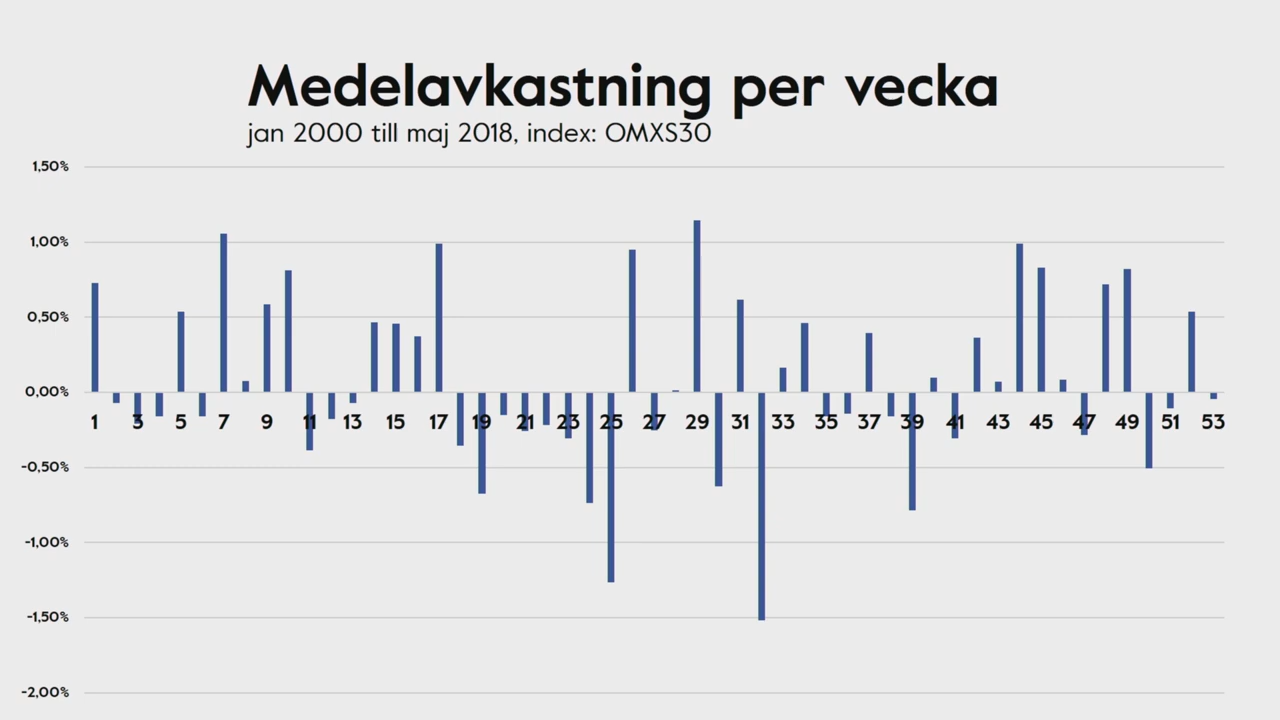 Medelavkastning per vecka
jan 2000 till maj 2018, index: OMXS30
1,50%
1,00%
0,50%
0,00%
1 3 5 7 9 11 13 15 17 19 21 23 25 27 29 31 33 35 37 39 41 43 45 47 49 51 53
-0,50%
-1,00%
-1,50%
-2,00%